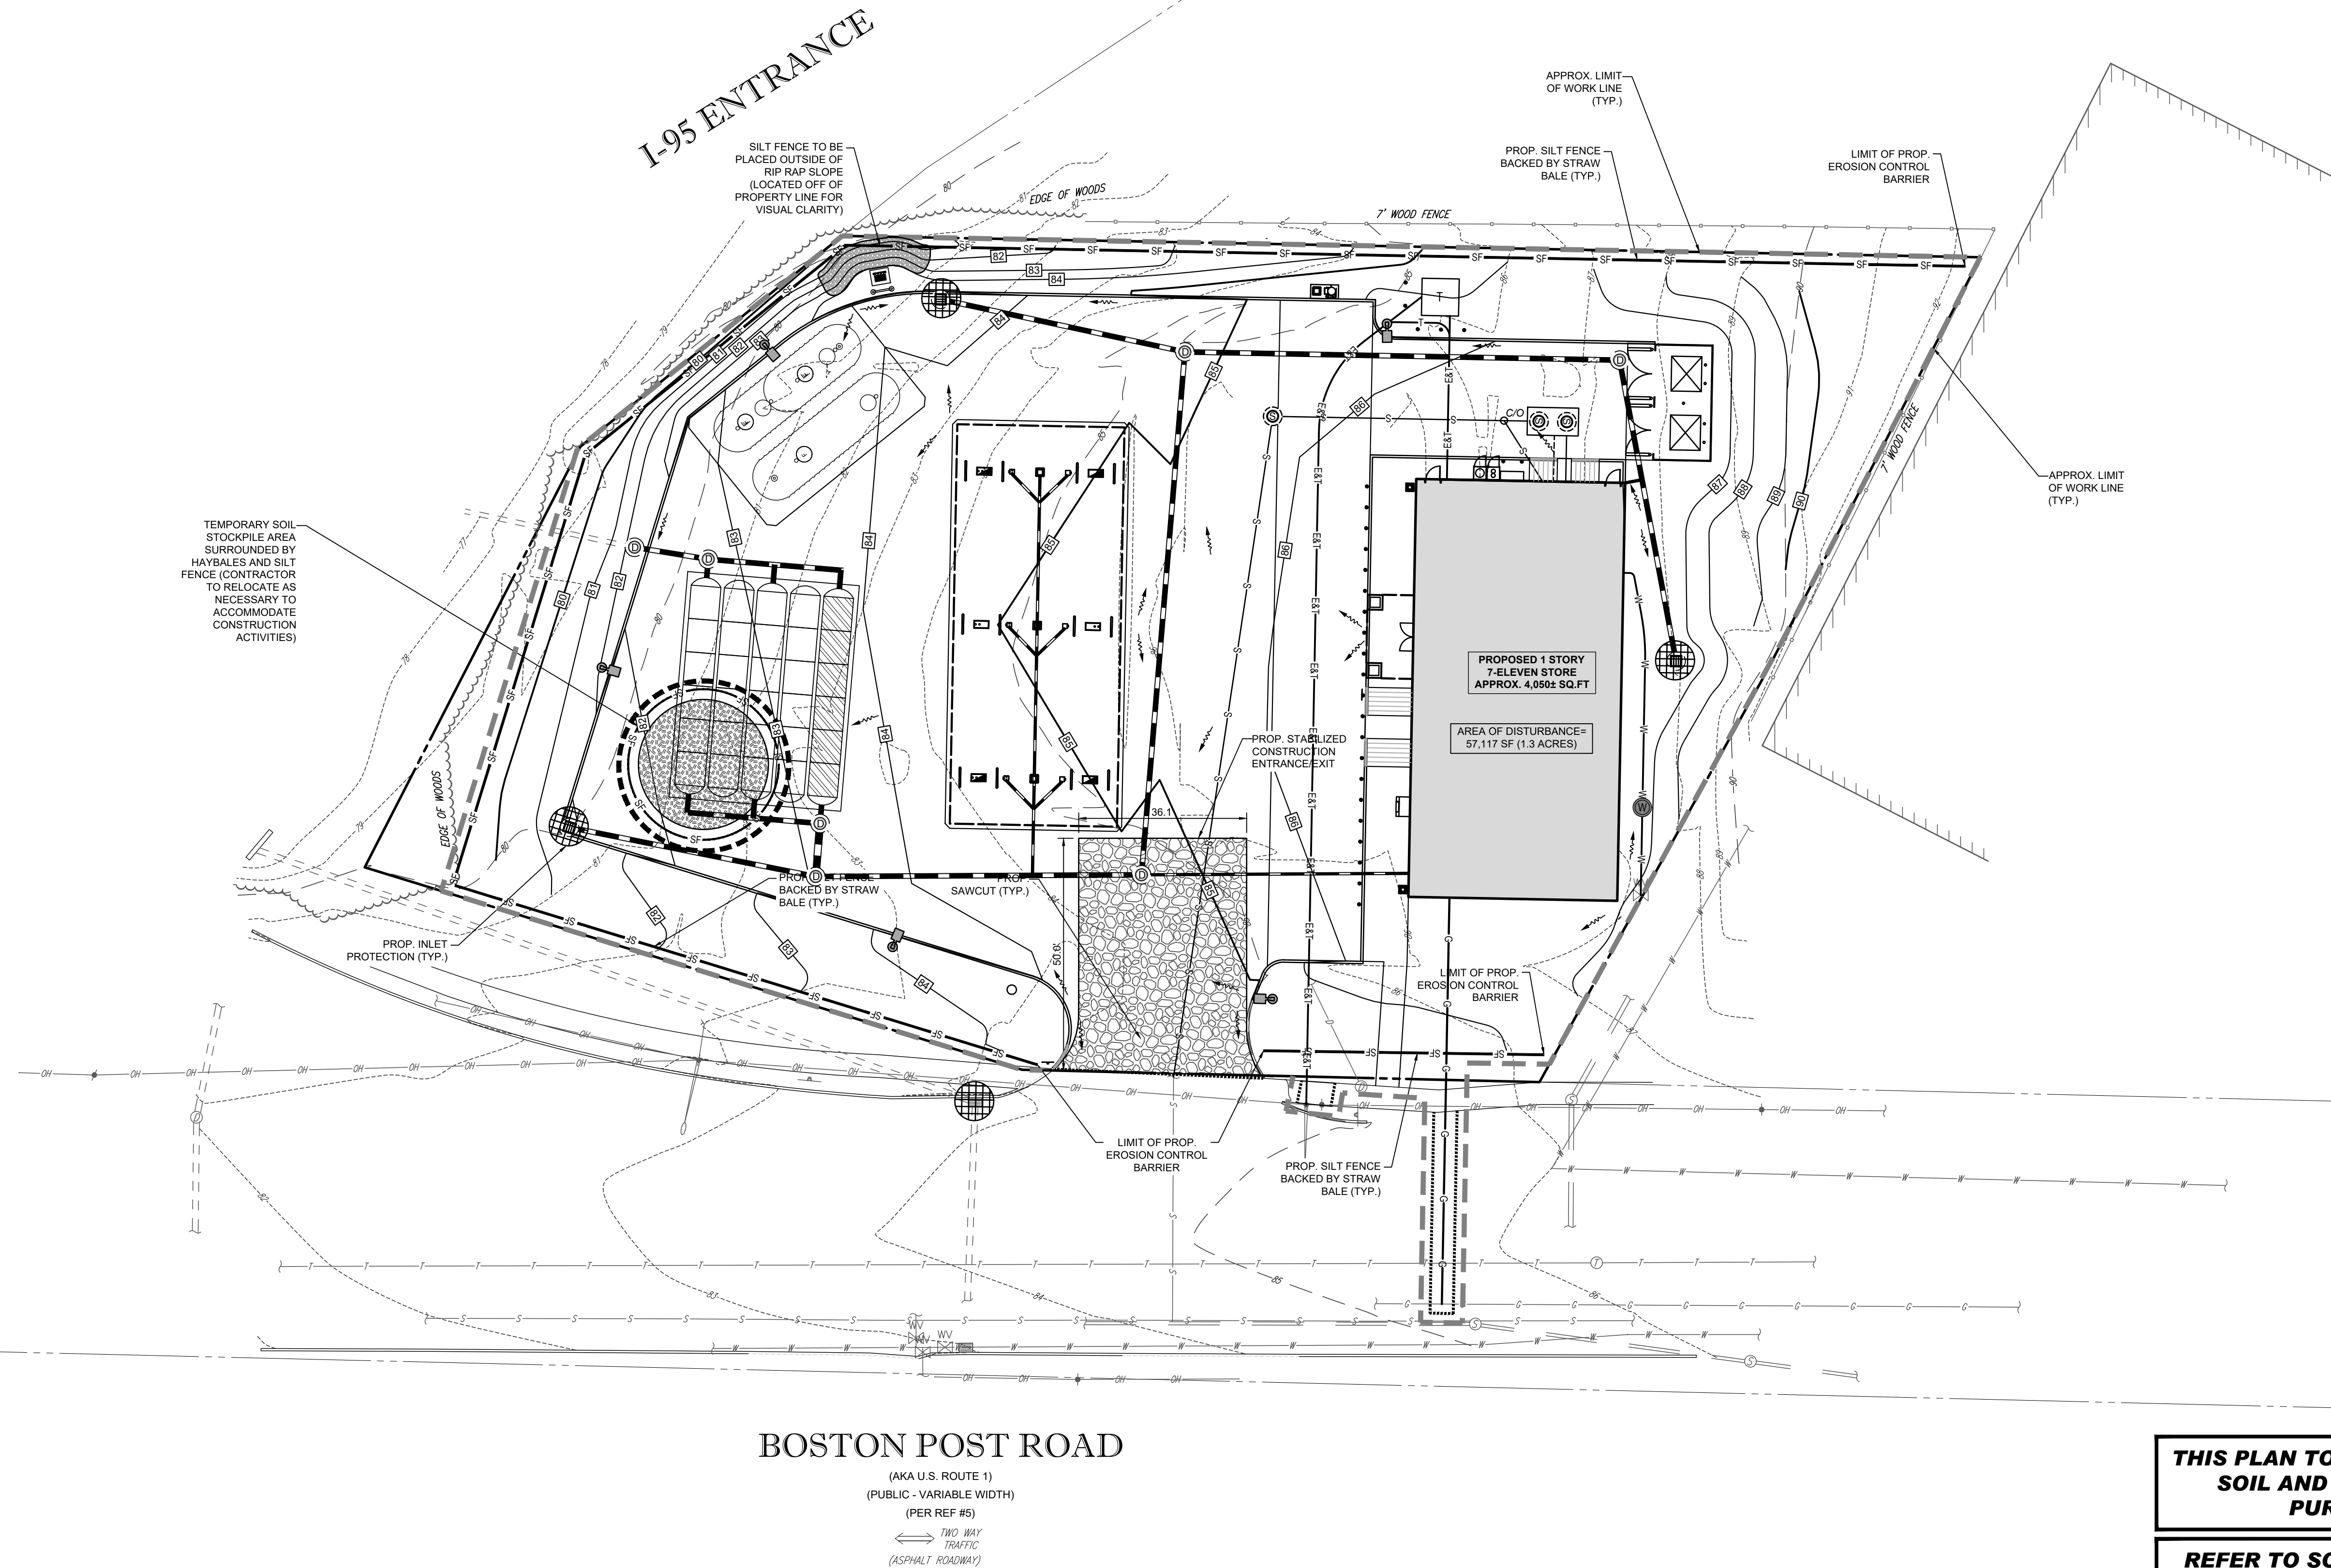 I-95 ENTRANCE
APPROX. LIMIT
OF WORK LINE
(TYP.)
SILT FENCE TO BE
PLACED OUTSIDE OF
RIP RAP SLOPE
(LOCATED OFF OF
PROPERTY LINE FOR
VISUAL CLARITY)
PROP. SILT FENCE
BACKED BY STRAW
BALE (TYP.)
LIMIT OF PROP.
EROSION CONTROL
BARRIER
EDGE OF WOODS
7' WOOD FENCE
7' WOOD FENCE
APPROX. LIMIT
OF WORK LINE
(TYP.)
C/O
TEMPORARY SOIL
STOCKPILE AREA
SURROUNDED BY
HAYBALES AND SILT
FENCE (CONTRACTOR
TO RELOCATE AS
NECESSARY TO
ACCOMMODATE
CONSTRUCTION
ACTIVITIES)
PROPOSED 1 STORY
7-ELEVEN STORE
APPROX. 4,050± SQ.FT
AREA OF DISTURBANCE=
57,117 SF (1.3 ACRES)
PROP. STABILIZED
CONSTRUCTION
ENTRANCE/EXIT
36.1
50.0
EDGE OF WOODS
BACKED BY STRAW
BALE (TYP.)
PROP.
SAWCUT (TYP.)
PROP. INLET
PROTECTION (TYP.)
LIMIT OF PROP.
EROSION CONTROL
BARRIER
LIMIT OF PROP.
EROSION CONTROL
BARRIER
PROP. SILT FENCE
BACKED BY STRAW
BALE (TYP.)
WV
WV
BOSTON POST ROAD
(AKA U.S. ROUTE 1)
(PUBLIC - VARIABLE WIDTH)
(PER REF #5)
TWO WAY
TRAFFIC
(ASPHALT ROADWAY)
THIS PLAN TO
SOIL AND
PUR
REFER TO SO